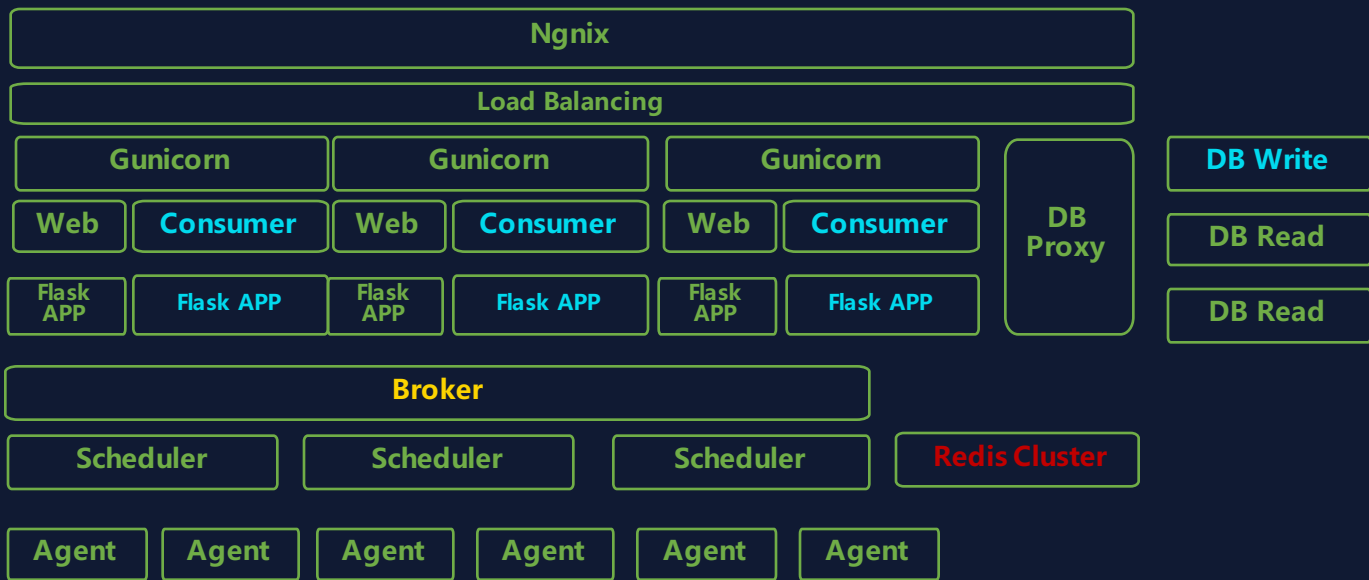 Ngnix
Load Balancing
Gunicorn
Gunicorn
Gunicorn
DB Write
Web
Consumer
Web
Consumer
Web
Consumer
DB
Proxy
DB Read
Flask
APP
Flask APP
Flask
APP
Flask APP
Flask
APP
Flask APP
DB Read
Broker
Scheduler
Scheduler
Scheduler
Redis Cluster
Agent
Agent
Agent
Agent
Agent
Agent